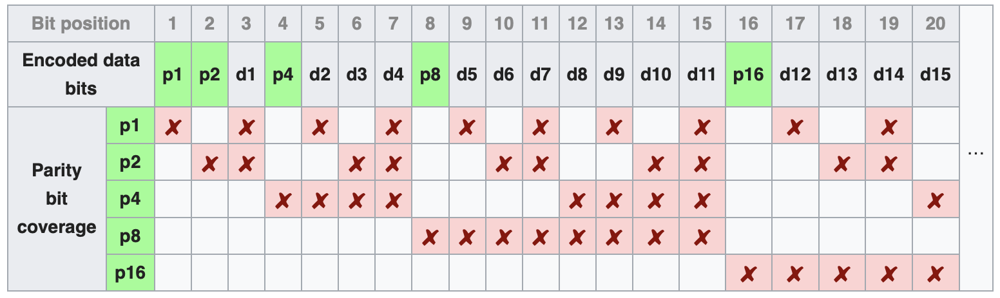 Bit position 1 2 3 4 5 6 7 8 9 10 11 12 13 14 15 16 17 18 19 20
Encoded data
bits
p1 p2 d1 p4 d2 d3 d4 p8 d5 d6 d7 d8 d9 d10 d11 p16 d12 d13 d14 d15
Parity
bit
coverage
p1 ✘ ✘ ✘ ✘ ✘ ✘ ✘ ✘ ✘ ✘
p2 ✘ ✘ ✘ ✘ ✘ ✘ ✘ ✘ ✘ ✘
p4 ✘ ✘ ✘ ✘ ✘ ✘ ✘ ✘ ✘
p8 ✘ ✘ ✘ ✘ ✘ ✘ ✘ ✘
p16 ✘ ✘ ✘ ✘ ✘
...